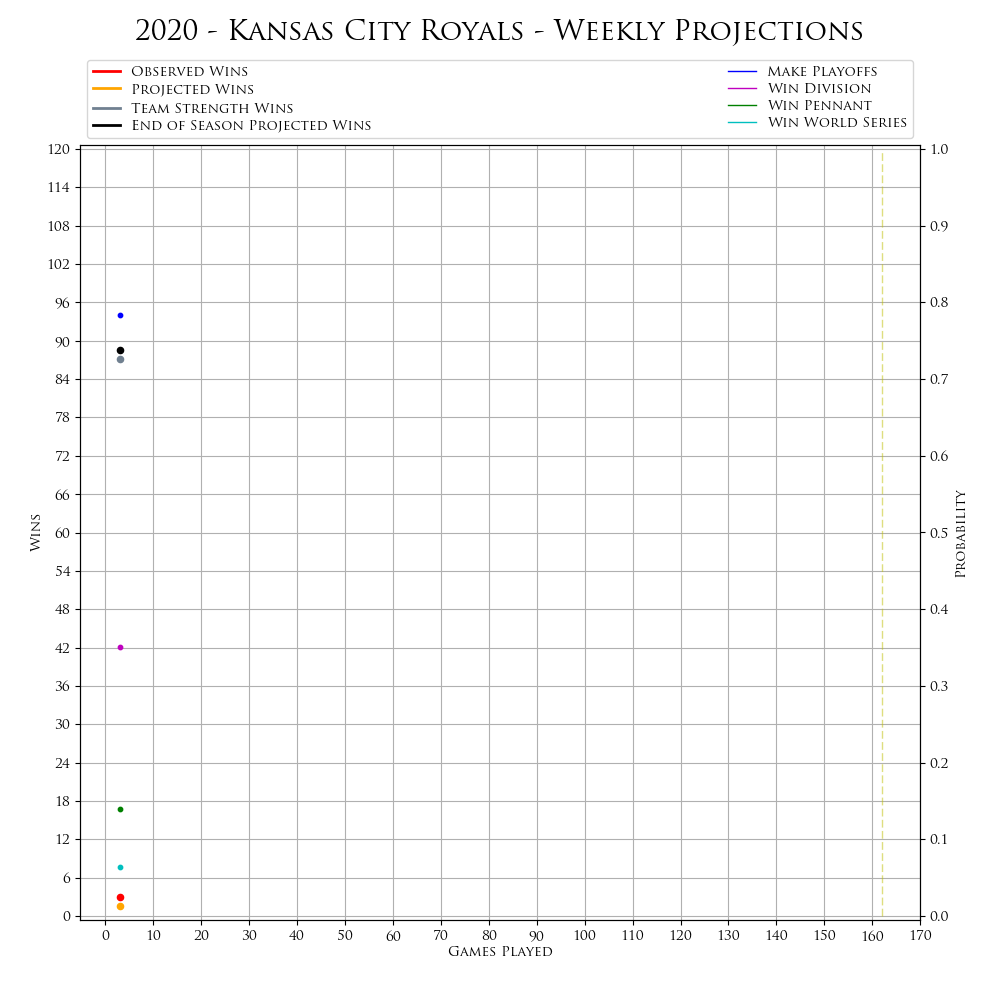 2020 - Kansas City Royals - Weekly Projections
Observed Wins
Projected Wins
Team Strength Wins
End of Season Projected Wins
Make Playoffs
Win Division
Win Pennant
Win World Series
120
114
108
102
96
90
84
78
72
66
60
54
48
42
36
30
24
18
12
6
0
Wins
1.0
0.9
0.8
0.7
0.6
0.5
0.4
0.3
0.2
0.1
0.0
Probability
0 10 20 30 40 50 60 70 80 90 100 110 120 130 140 150 160 170
Games Played